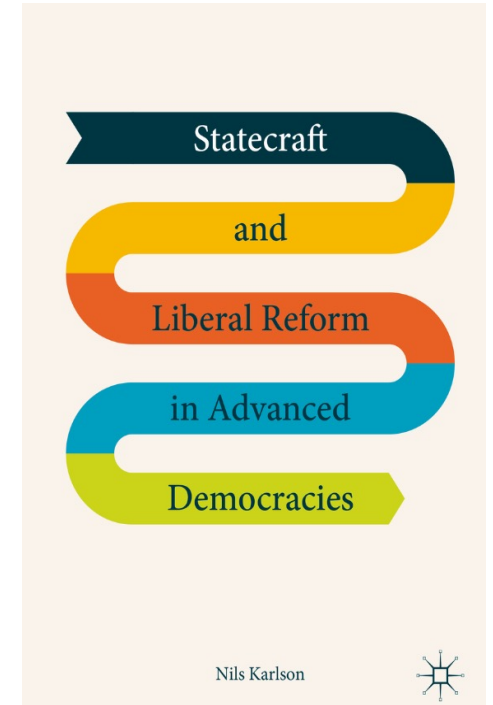 Statecraft
and
Liberal Reform
in Advanced
Democracies
Nils Karlson